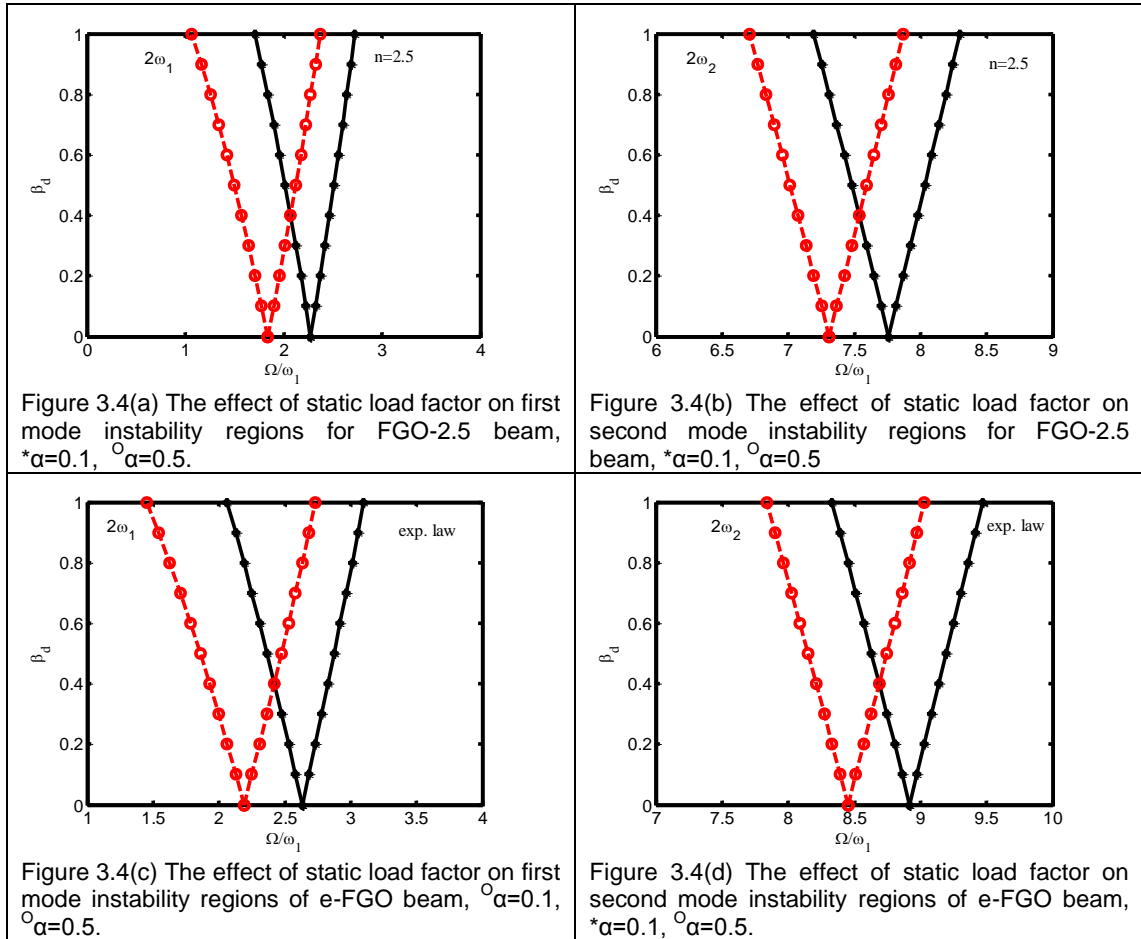 1
0.8
0.6
0.4
0.2
0
β_d
2ω₁
n=2.5
0 1 2 3 4
Ω/ω₁
Figure 3.4(a) The effect of static load factor on first
mode instability regions for FGO-2.5 beam,
*α=0.1, ᴼα=0.5.
1
0.8
0.6
0.4
0.2
0
β_d
2ω₂
n=2.5
6 6.5 7 7.5 8 8.5 9
Ω/ω₁
Figure 3.4(b) The effect of static load factor on
second mode instability regions for FGO-2.5
beam, *α=0.1, ᴼα=0.5
1
0.8
0.6
0.4
0.2
0
β_d
2ω₁
exp. law
1 1.5 2 2.5 3 3.5 4
Ω/ω₁
Figure 3.4(c) The effect of static load factor on first
mode instability regions of e-FGO beam, ᴼα=0.1,
ᴼα=0.5.
1
0.8
0.6
0.4
0.2
0
β_d
2ω₂
exp. law
7 7.5 8 8.5 9 9.5 10
Ω/ω₁
Figure 3.4(d) The effect of static load factor on
second mode instability regions of e-FGO beam,
*α=0.1, ᴼα=0.5.